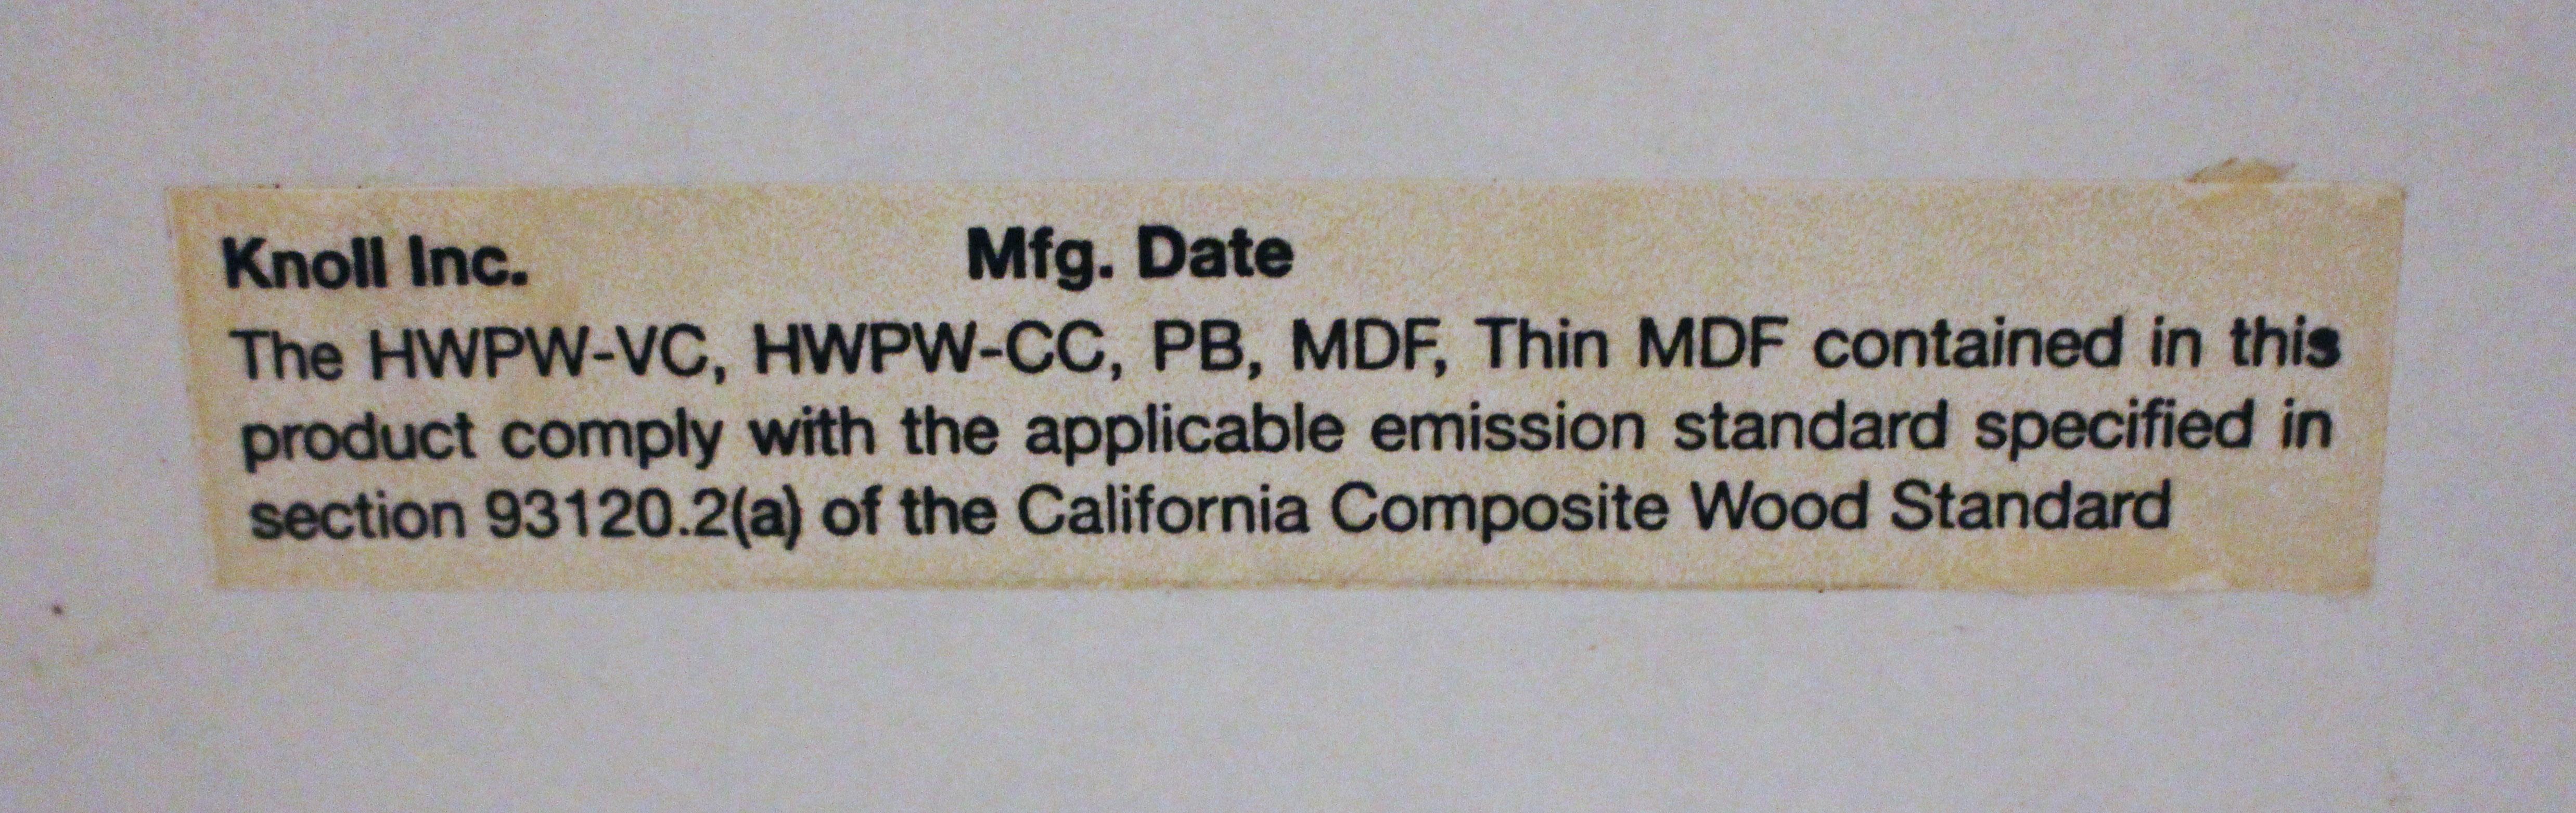 Knoll Inc. Mfg. Date
The HWPW-VC, HWPW-CC, PB, MDF, Thin MDF contained in this
product comply with the applicable emission standard specified in
section 93120.2(a) of the California Composite Wood Standard